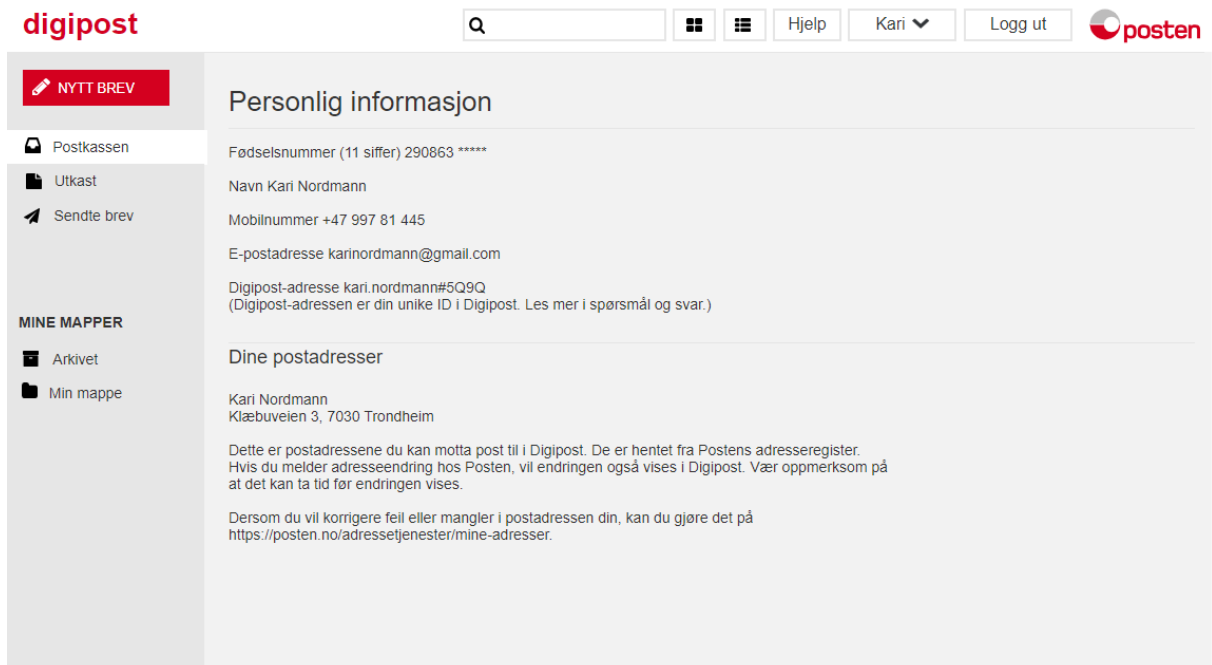 digipost
Hjelp
Kari
Logg ut
posten
NYTT BREV
Postkassen
Utkast
Sendte brev
MINE MAPPER
Arkivet
Min mappe
Personlig informasjon
Fødselsnummer (11 siffer) 290863 *****
Navn Kari Nordmann
Mobilnummer +47 997 81 445
E-postadresse karinordmann@gmail.com
Digipost-adresse kari.nordmann#5Q9Q
(Digipost-adressen er din unike ID i Digipost. Les mer i spørsmål og svar.)
Dine postadresser
Kari Nordmann
Klæbuveien 3, 7030 Trondheim
Dette er postadressene du kan motta post til i Digipost. De er hentet fra Postens adresseregister.
Hvis du melder adresseendring hos Posten, vil endringen også vises i Digipost. Vær oppmerksom på
at det kan ta tid før endringen vises.
Dersom du vil korrigere feil eller mangler i postadressen din, kan du gjøre det på
https://posten.no/adressetjenester/mine-adresser.